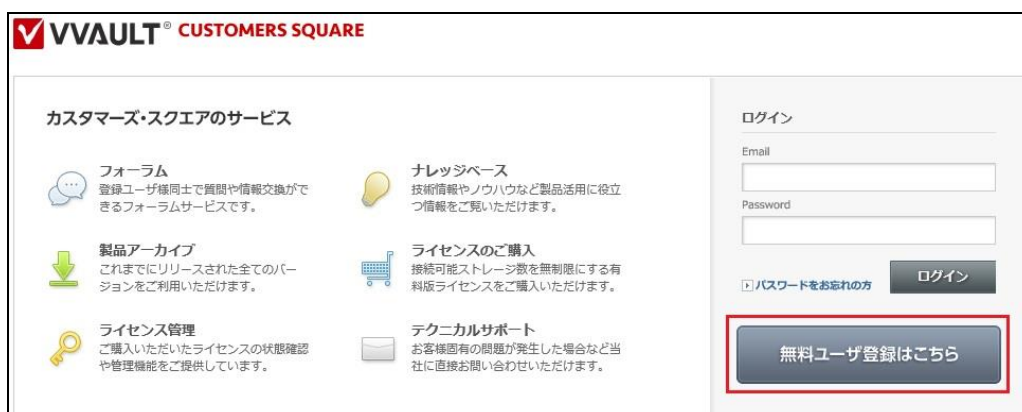 VVAULT® CUSTOMERS SQUARE
カスタマーズ・スクエアのサービス
フォーラム
登録ユーザ様同士で質問や情報交換がで
きるフォーラムサービスです。
ナレッジベース
技術情報やノウハウなど製品活用に役立
つ情報をご覧いただけます。
製品アーカイブ
これまでにリリースされた全てのバー
ジョンをご利用いただけます。
ライセンスのご購入
接続可能ストレージ数を無制限にする有
料版ライセンスをご購入いただけます。
ライセンス管理
ご購入いただいたライセンスの状態確認
や管理機能をご提供しています。
テクニカルサポート
お客様固有の問題が発生した場合など当
社に直接お問い合わせいただけます。
ログイン
Email
Password
パスワードをお忘れの方
ログイン
無料ユーザ登録はこちら